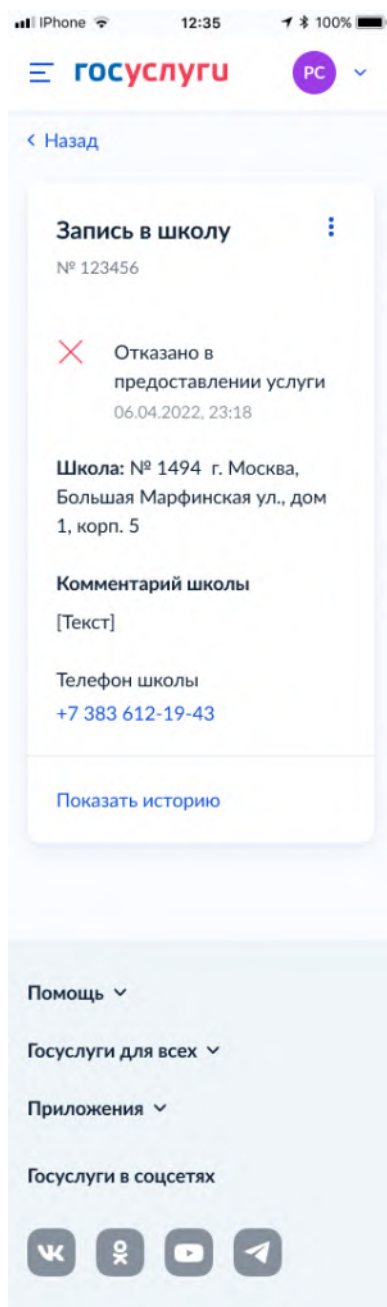 IPhone 12:35 100%
госуслуги РС
Назад
Запись в школу
№ 123456
Отказано в
предоставлении услуги
06.04.2022, 23:18
Школа: № 1494 г. Москва,
Большая Марфинская ул., дом
1, корп. 5
Комментарий школы
[Текст]
Телефон школы
+7 383 612-19-43
Показать историю
Помощь
Госуслуги для всех
Приложения
Госуслуги в соцсетях